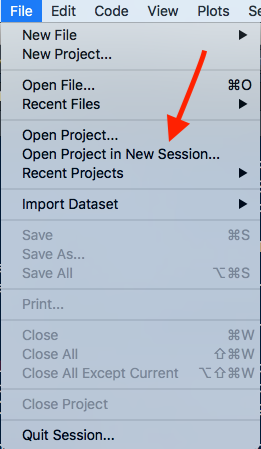 File Edit Code View Plots Se
New File
New Project...
Open File... ⌘O
Recent Files
Open Project...
Open Project in New Session...
Recent Projects
Import Dataset
Save ⌘S
Save As...
Save All ⌥⌘S
Print...
Close ⌘W
Close All ⇧⌘W
Close All Except Current ⌥⇧⌘W
Close Project
Quit Session...